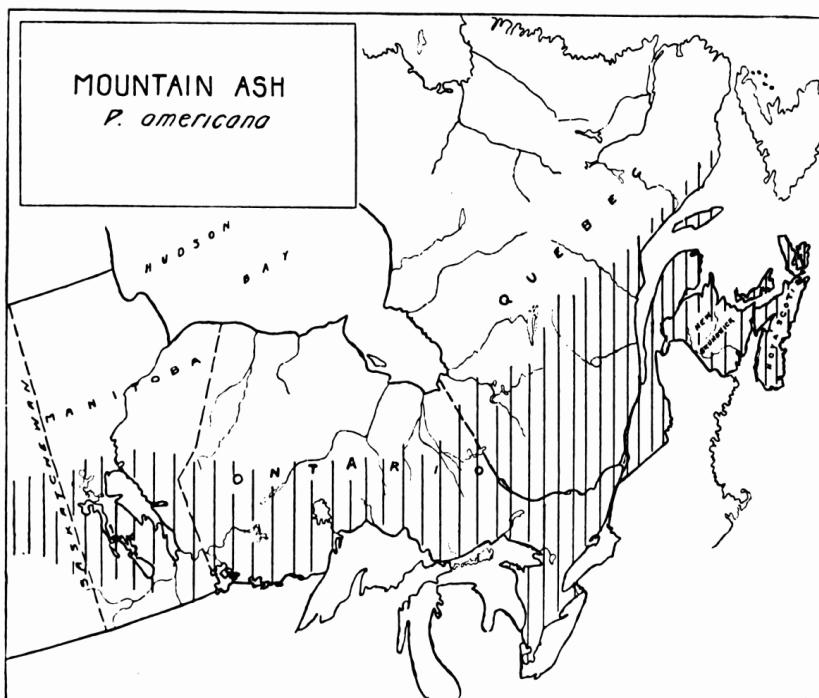 MOUNTAIN ASH
P. americana
HUDSON
BAY
QUEBEC
MANITOBA
SASKATCHEWAN
ONTARIO
NEW
BRUNSWICK
NOVA SCOTIA